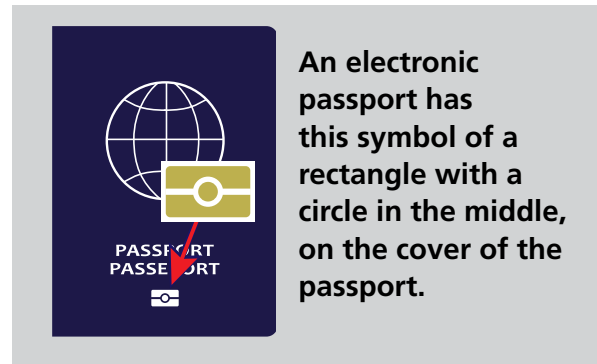 PASSPORT
PASSEPORT
An electronic
passport has
this symbol of a
rectangle with a
circle in the middle,
on the cover of the
passport.